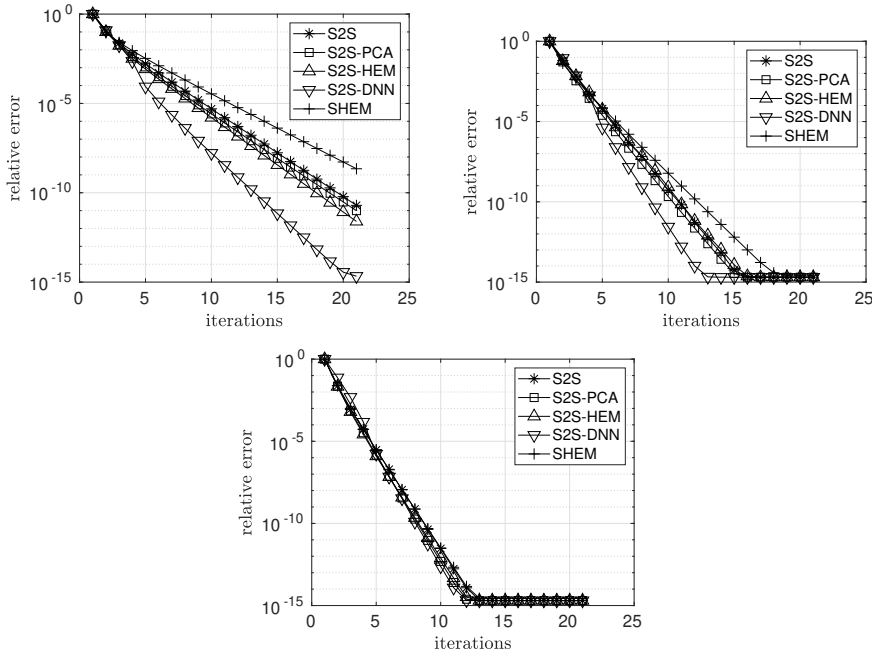 relative error
10^0
10^-5
10^-10
10^-15
0
5
10
15
20
25
iterations
S2S
S2S-PCA
S2S-HEM
S2S-DNN
SHEM
relative error
10^0
10^-5
10^-10
10^-15
0
5
10
15
20
25
iterations
S2S
S2S-PCA
S2S-HEM
S2S-DNN
SHEM
relative error
10^0
10^-5
10^-10
10^-15
0
5
10
15
20
25
iterations
S2S
S2S-PCA
S2S-HEM
S2S-DNN
SHEM